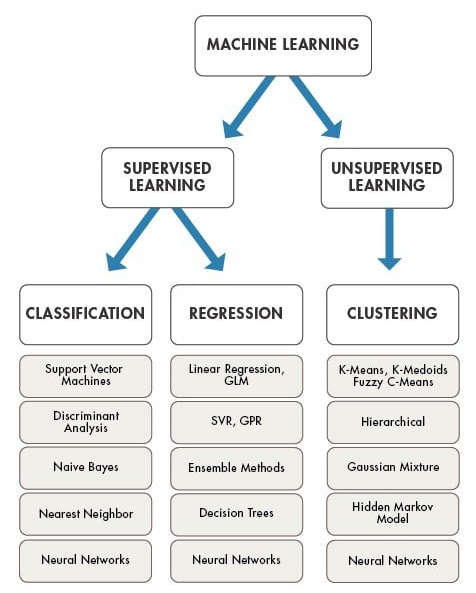 MACHINE LEARNING
SUPERVISED
LEARNING
UNSUPERVISED
LEARNING
CLASSIFICATION
REGRESSION
CLUSTERING
Support Vector
Machines
Discriminant
Analysis
Naive Bayes
Nearest Neighbor
Neural Networks
Linear Regression,
GLM
SVR, GPR
Ensemble Methods
Decision Trees
Neural Networks
K-Means, K-Medoids
Fuzzy C-Means
Hierarchical
Gaussian Mixture
Hidden Markov
Model
Neural Networks